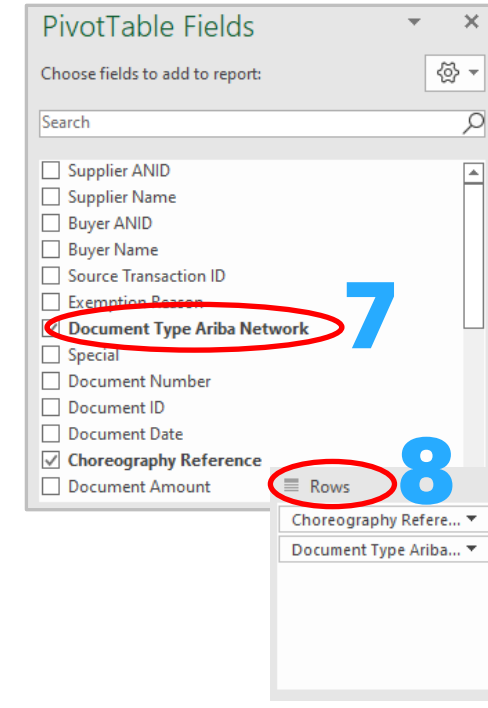 PivotTable Fields
Choose fields to add to report:
Search
Supplier ANID
Supplier Name
Buyer ANID
Buyer Name
Source Transaction ID
Exemption Reason
Document Type Ariba Network
7
Special
Document Number
Document ID
Document Date
Choreography Reference
Document Amount
Rows
8
Choreography Refere...
Document Type Ariba...